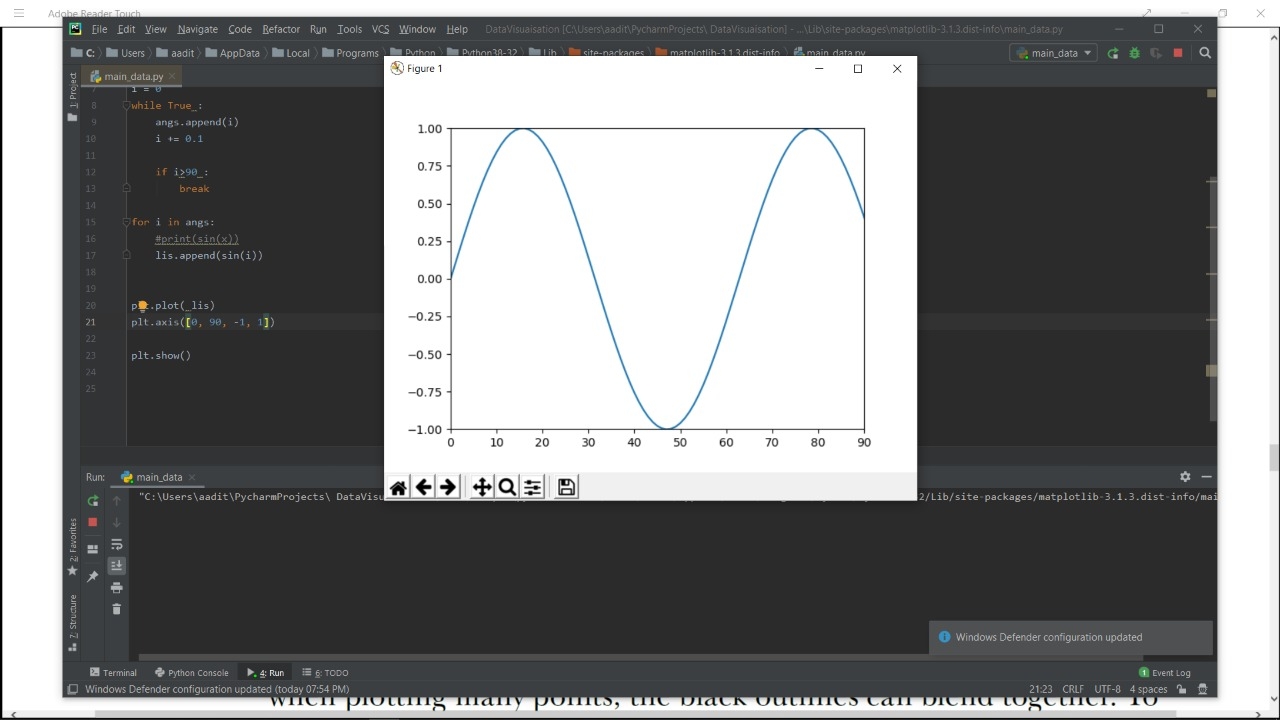 Adobe Reader Touch
File Edit View Navigate Code Refactor Run Tools VCS Window Help DataVisuaisation [C:\Users\aadit\PycharmProjects\ DataVisuaisation] - ...\Lib\site-packages\matplotlib-3.1.3.dist-info\main_data.py
C: Users aadit AppData Local Programs Python Python38-32 Lib site-packages matplotlib-3.1.3.dist-info main_data.py main_data
1: Project
main_data.py
Figure 1
7 i = 0
8 while True_:
9 angs.append(i)
10 i += 0.1
11
12 if i>90_:
13 break
14
15 for i in angs:
16 #print(sin(x))
17 lis.append(sin(i))
18
19
20 plt.plot(_lis)
21 plt.axis([0, 90, -1, 1])
22
23 plt.show()
24
25
1.00
0.75
0.50
0.25
0.00
−0.25
−0.50
−0.75
−1.00
0 10 20 30 40 50 60 70 80 90
Run: main_data
"C:\Users\aadit\PycharmProjects\ DataVisu
2/Lib/site-packages/matplotlib-3.1.3.dist-info/mai
2: Favorites
7: Structure
Windows Defender configuration updated
Terminal Python Console 4: Run 6: TODO 1 Event Log
Windows Defender configuration updated (today 07:54 PM) 21:23 CRLF UTF-8 4 spaces
when plotting many points, the black outlines can blend together. To